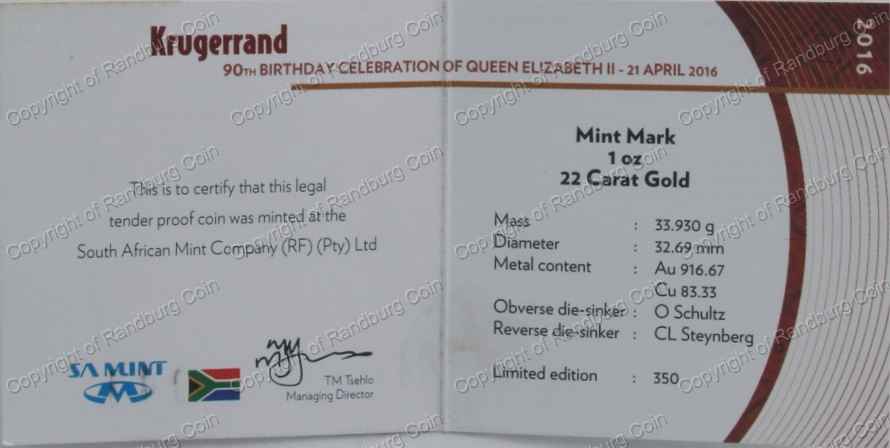 Krugerrand
90TH BIRTHDAY CELEBRATION OF QUEEN ELIZABETH II - 21 APRIL 2016
This is to certify that this legal
tender proof coin was minted at the
South African Mint Company (RF) (Pty) Ltd
SA MINT
TM Tsehlo
Managing Director
2016
Mint Mark
1 oz
22 Carat Gold
Mass : 33.930 g
Diameter : 32.69 mm
Metal content : Au 916.67
Cu 83.33
Obverse die-sinker : O Schultz
Reverse die-sinker : CL Steynberg
Limited edition : 350
Copyright of Randburg Coin